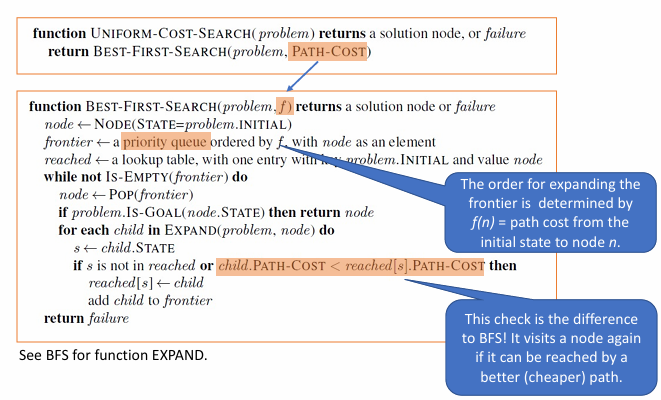 function UNIFORM-COST-SEARCH(problem) returns a solution node, or failure
return BEST-FIRST-SEARCH(problem, PATH-COST)
function BEST-FIRST-SEARCH(problem,f) returns a solution node or failure
node ← NODE(STATE=problem.INITIAL)
frontier ← a priority queue ordered by f, with node as an element
reached ← a lookup table, with one entry with key problem.INITIAL and value node
while not IS-EMPTY(frontier) do
node ← POP(frontier)
if problem.IS-GOAL(node.STATE) then return node
for each child in EXPAND(problem, node) do
s ← child.STATE
if s is not in reached or child.PATH-COST < reached[s].PATH-COST then
reached[s] ← child
add child to frontier
return failure
The order for expanding the
frontier is determined by
f(n) = path cost from the
initial state to node n.
This check is the difference
to BFS! It visits a node again
if it can be reached by a
better (cheaper) path.
See BFS for function EXPAND.